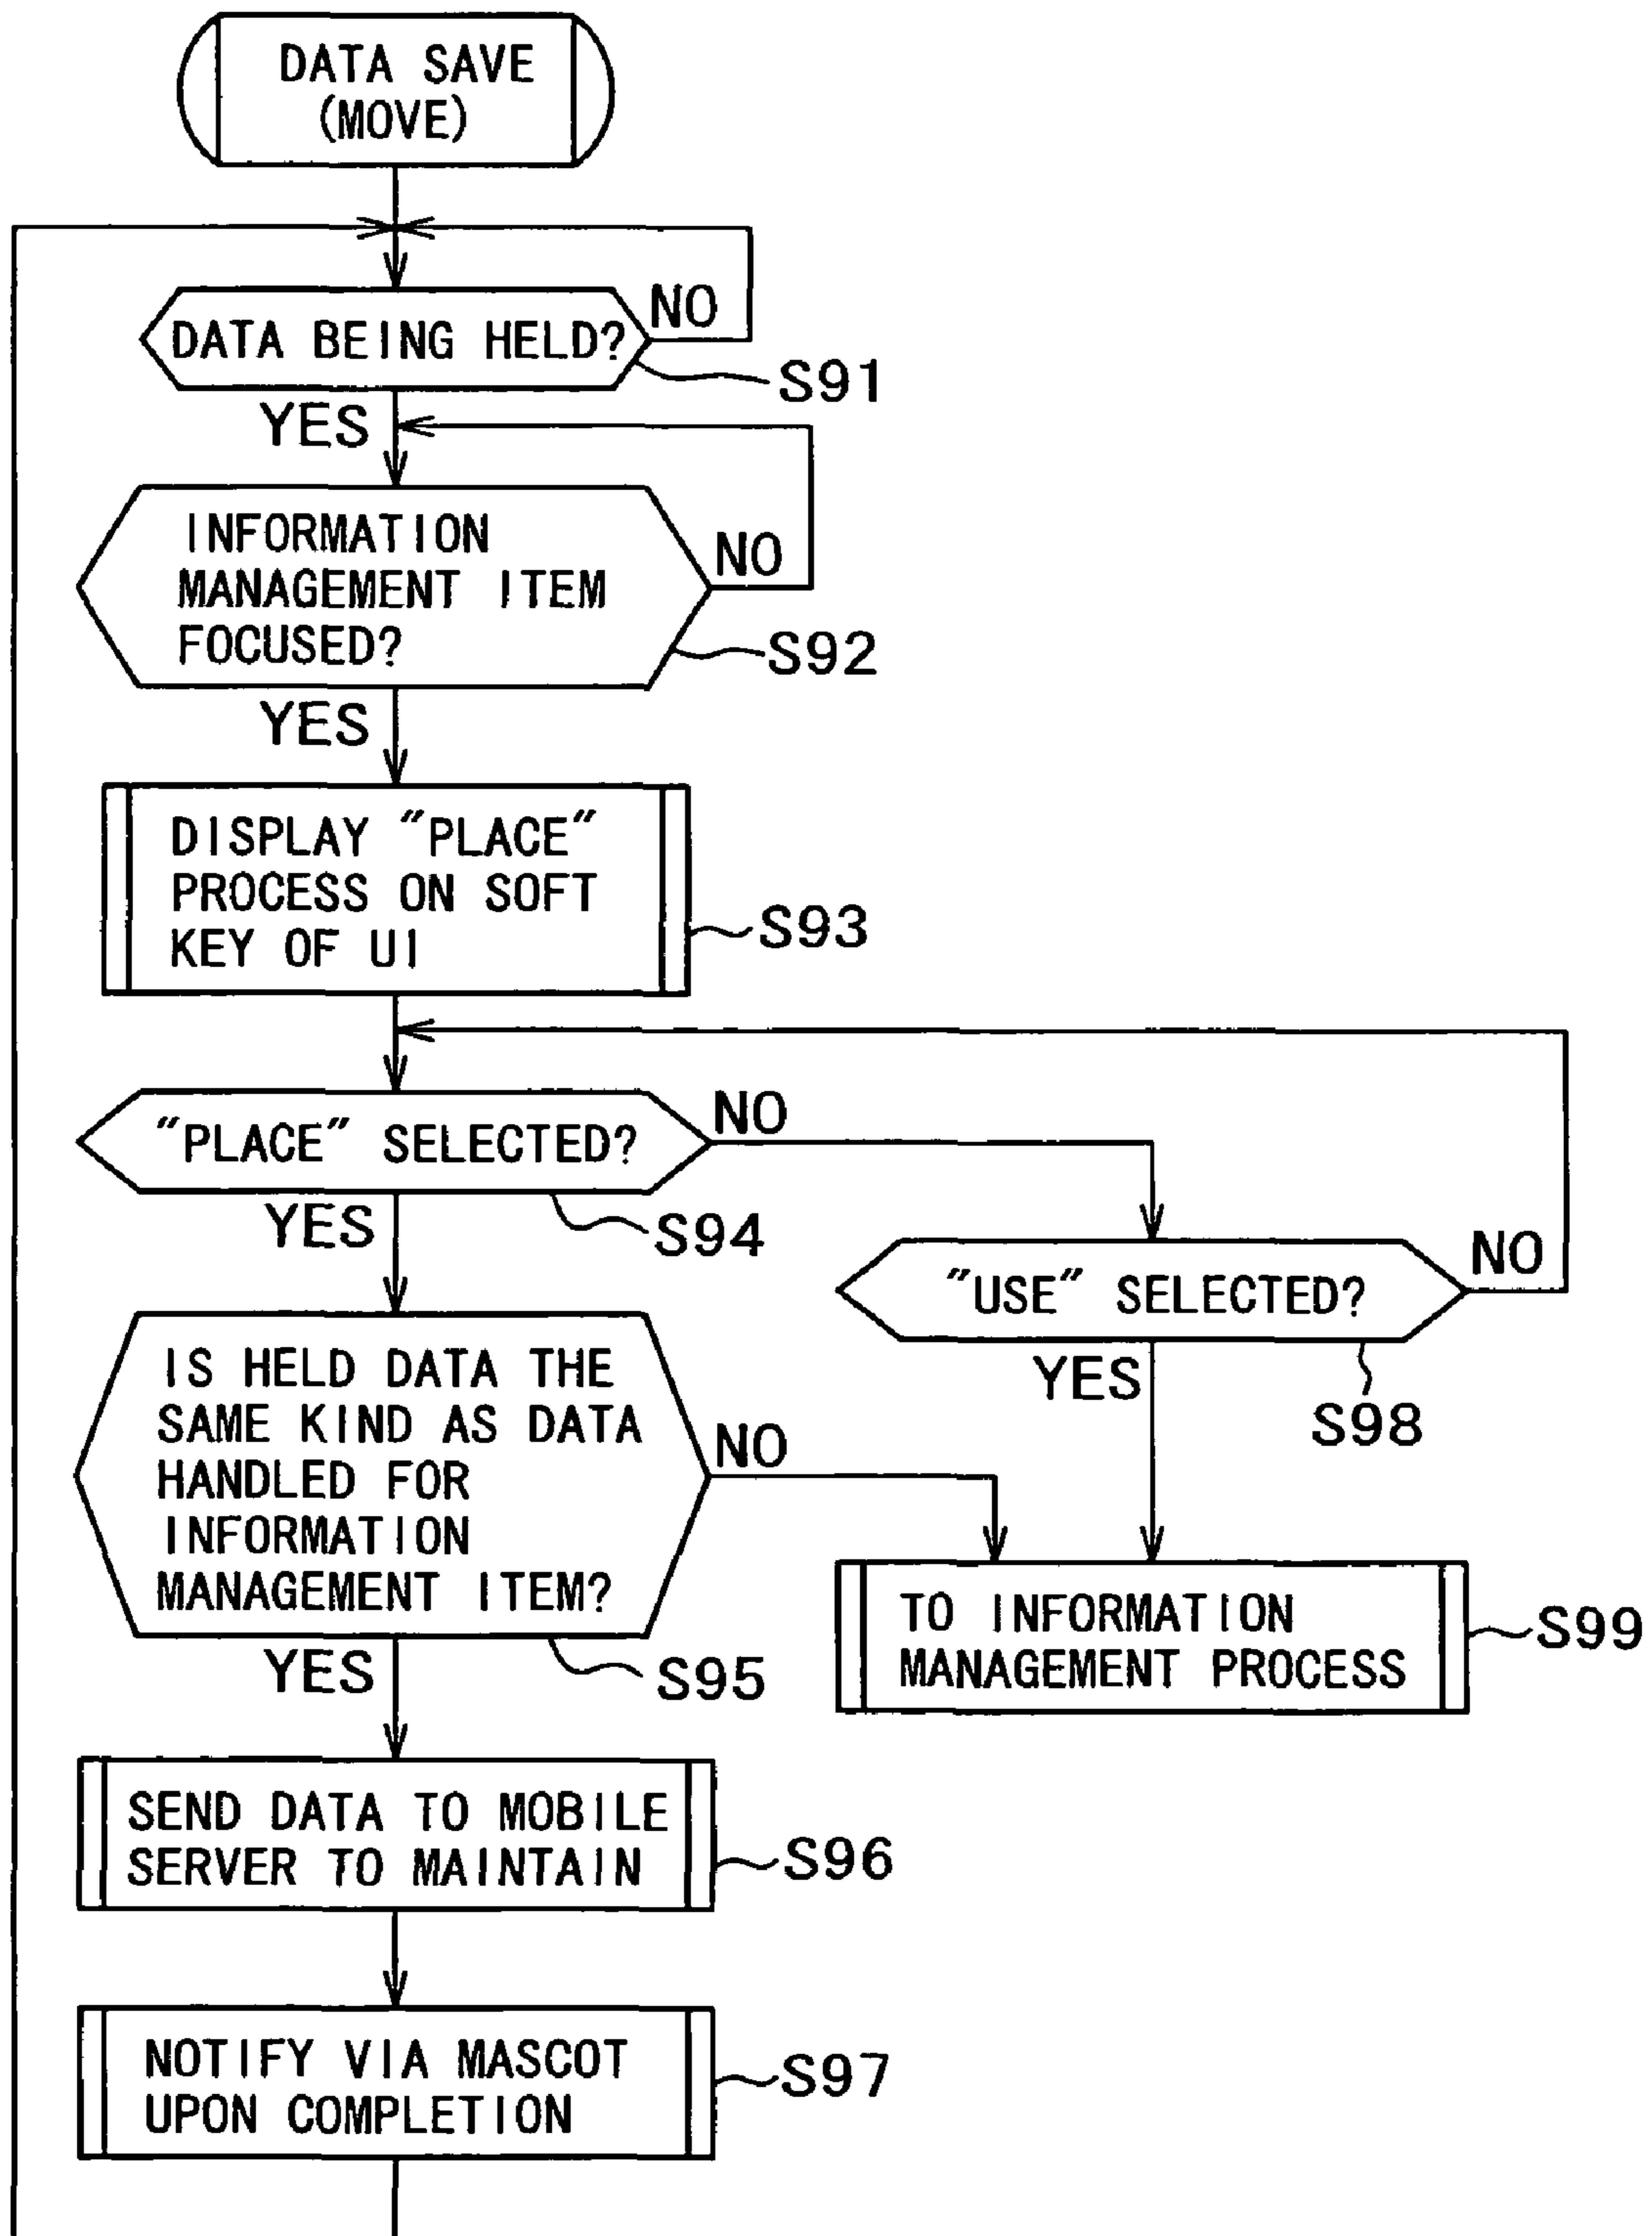 DATA SAVE
(MOVE)
NO
DATA BEING HELD?
S91
YES
INFORMATION
MANAGEMENT ITEM
FOCUSED?
NO
S92
YES
DISPLAY "PLACE"
PROCESS ON SOFT
KEY OF UI
S93
"PLACE" SELECTED?
NO
S94
YES
"USE" SELECTED?
NO
S98
YES
IS HELD DATA THE
SAME KIND AS DATA
HANDLED FOR
INFORMATION
MANAGEMENT ITEM?
NO
S95
YES
TO INFORMATION
MANAGEMENT PROCESS
S99
SEND DATA TO MOBILE
SERVER TO MAINTAIN
S96
NOTIFY VIA MASCOT
UPON COMPLETION
S97